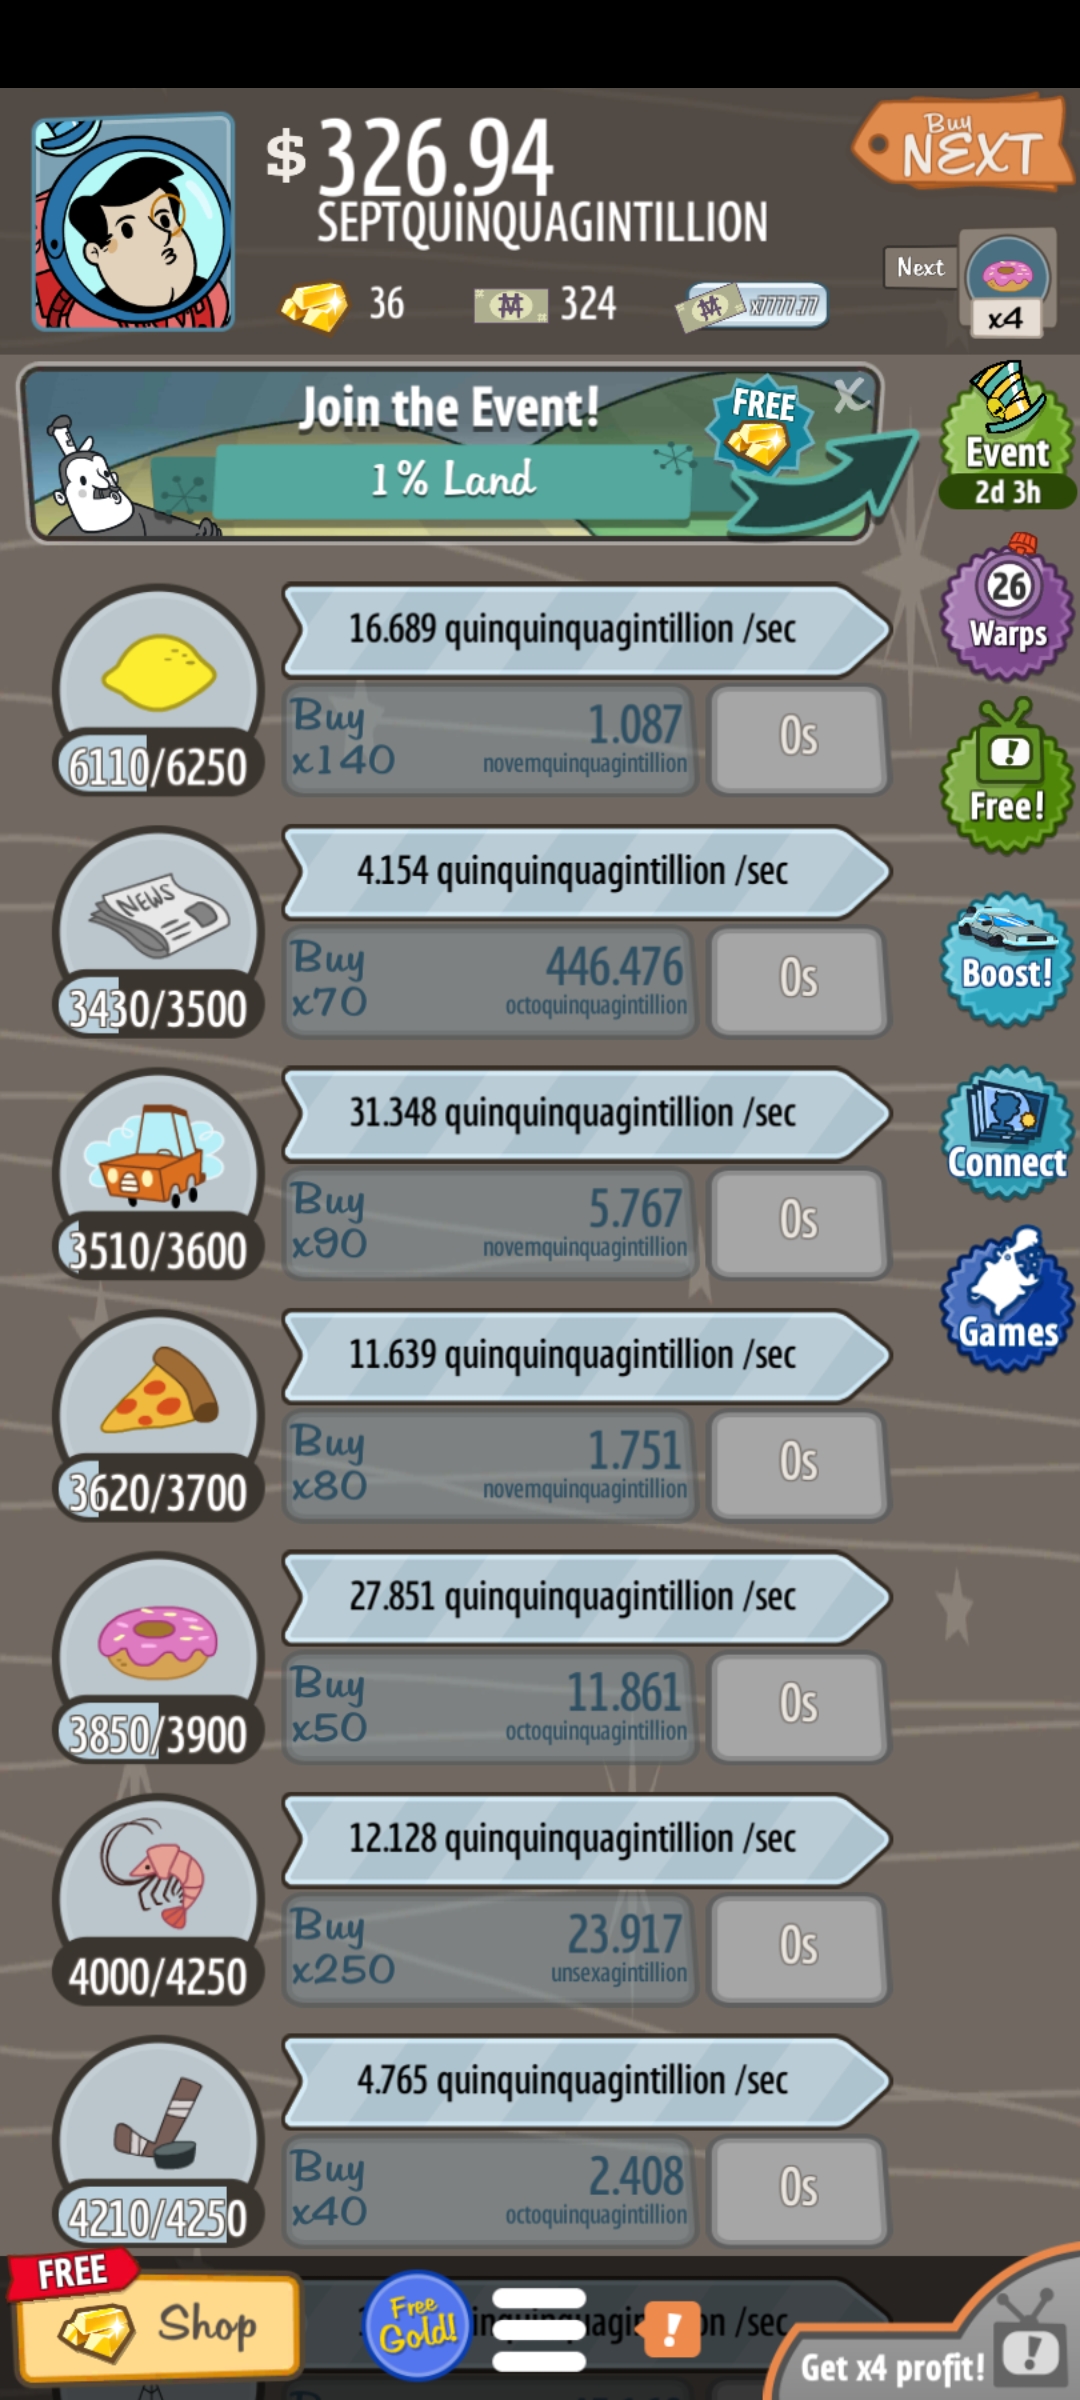 $326.94
SEPTQUINQUAGINTILLION
Buy
NEXT
36
324
x7777.77
Next
x4
Join the Event!
1% Land
FREE
X
Event
2d 3h
26
Warps
Free!
Boost!
Connect
Games
16.689 quinquinquagintillion /sec
Buy
x140
1.087
novemquinquagintillion
0s
6110/6250
NEWS
4.154 quinquinquagintillion /sec
Buy
x70
446.476
octoquinquagintillion
0s
3430/3500
31.348 quinquinquagintillion /sec
Buy
x90
5.767
novemquinquagintillion
0s
3510/3600
11.639 quinquinquagintillion /sec
Buy
x80
1.751
novemquinquagintillion
0s
3620/3700
27.851 quinquinquagintillion /sec
Buy
x50
11.861
octoquinquagintillion
0s
3850/3900
12.128 quinquinquagintillion /sec
Buy
x250
23.917
unsexagintillion
0s
4000/4250
4.765 quinquinquagintillion /sec
Buy
x40
2.408
octoquinquagintillion
0s
4210/4250
FREE
Shop
Free
Gold!
!
/sec
Get x4 profit!
!